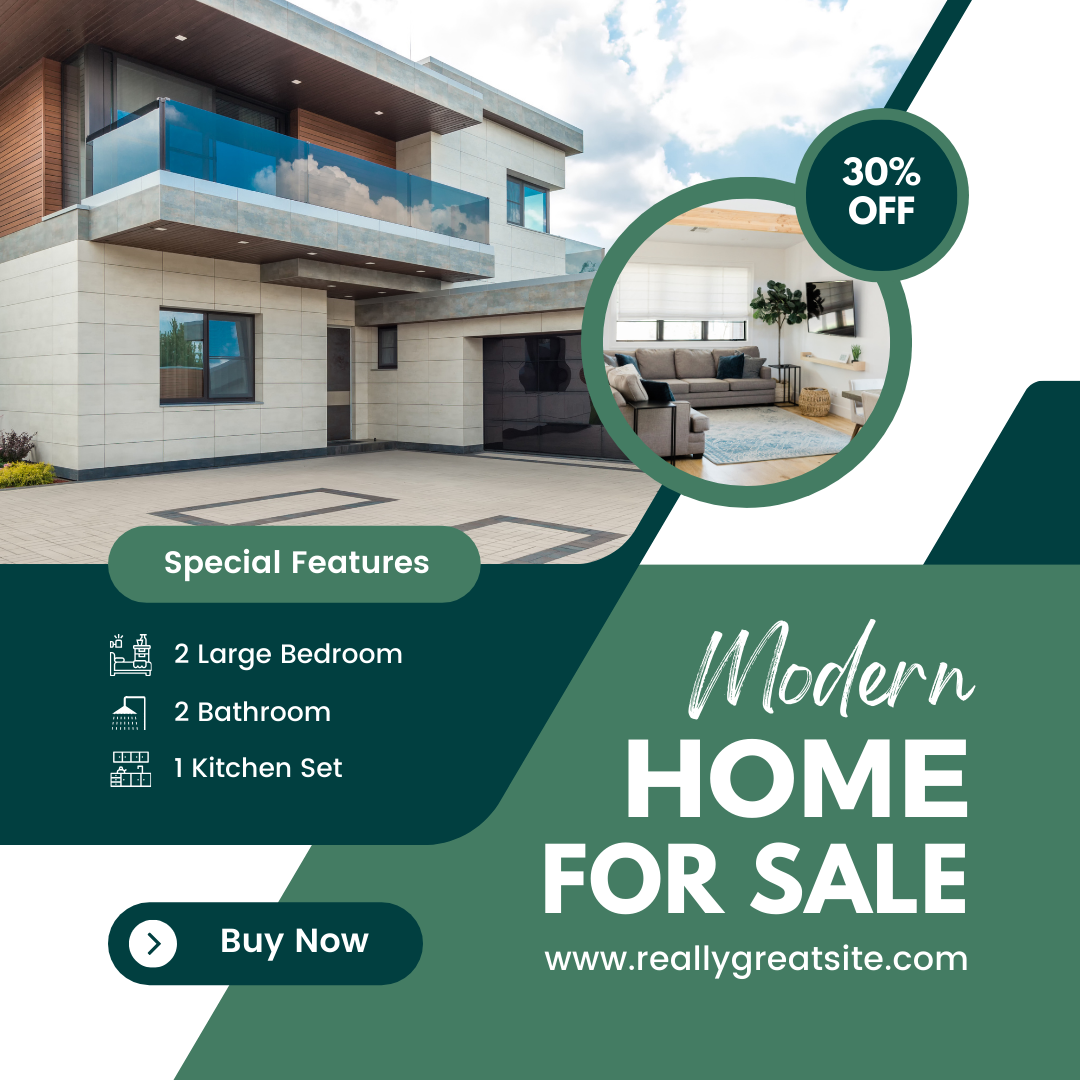 30%
OFF
Special Features
2 Large Bedroom
2 Bathroom
1 Kitchen Set
Modern
HOME
FOR SALE
www.reallygreatsite.com
Buy Now